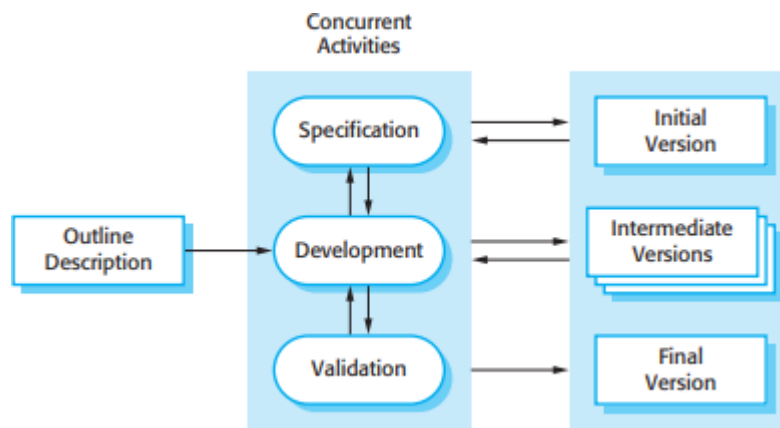 Concurrent
Activities
Specification
Initial
Version
Outline
Description
Development
Intermediate
Versions
Validation
Final
Version